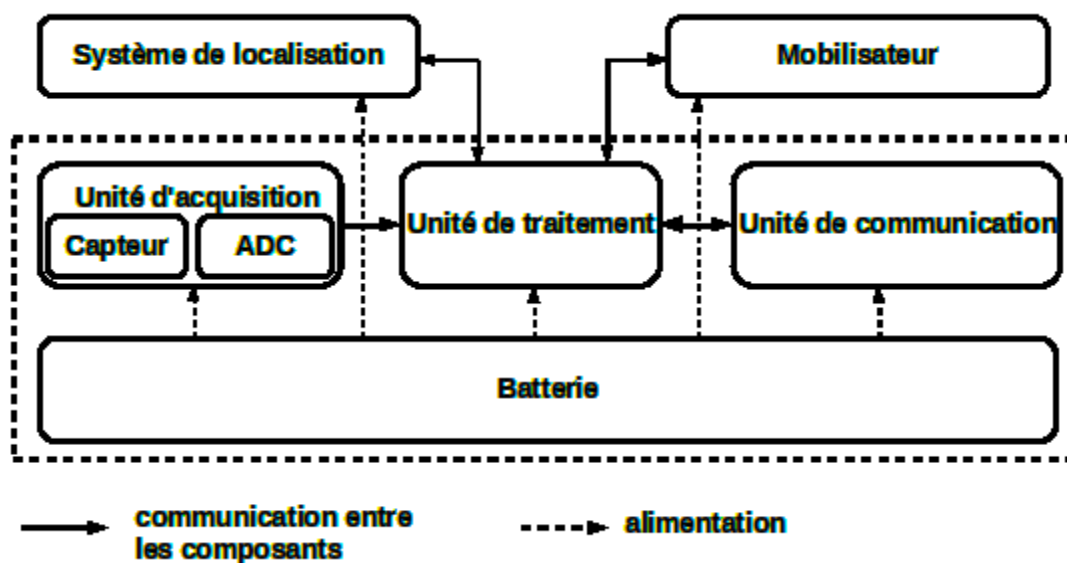 Système de localisation
Mobilisateur
Unité d'acquisition
Capteur
ADC
Unité de traitement
Unité de communication
Batterie
communication entre
les composants
alimentation